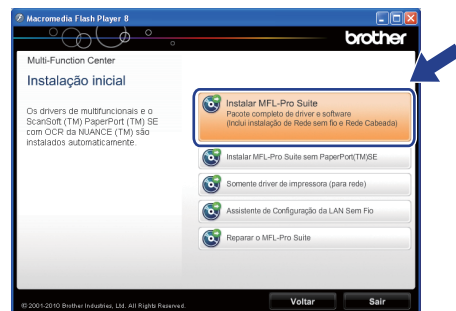 Macromedia Flash Player 8
brother
Multi-Function Center
Instalação inicial
Os drivers de multifuncionais e o
ScanSoft (TM) PaperPort (TM) SE
com OCR da NUANCE (TM) são
instalados automaticamente.
Instalar MFL-Pro Suite
Pacote completo de driver e software
(Inclui instalação de Rede sem fio e Rede Cabeada)
Instalar MFL-Pro Suite sem PaperPort(TM)SE
Somente driver de impressora (para rede)
Assistente de Configuração da LAN Sem Fio
Reparar o MFL-Pro Suite
© 2001-2010 Brother Industries, Ltd. All Rights Reserved.
Voltar
Sair